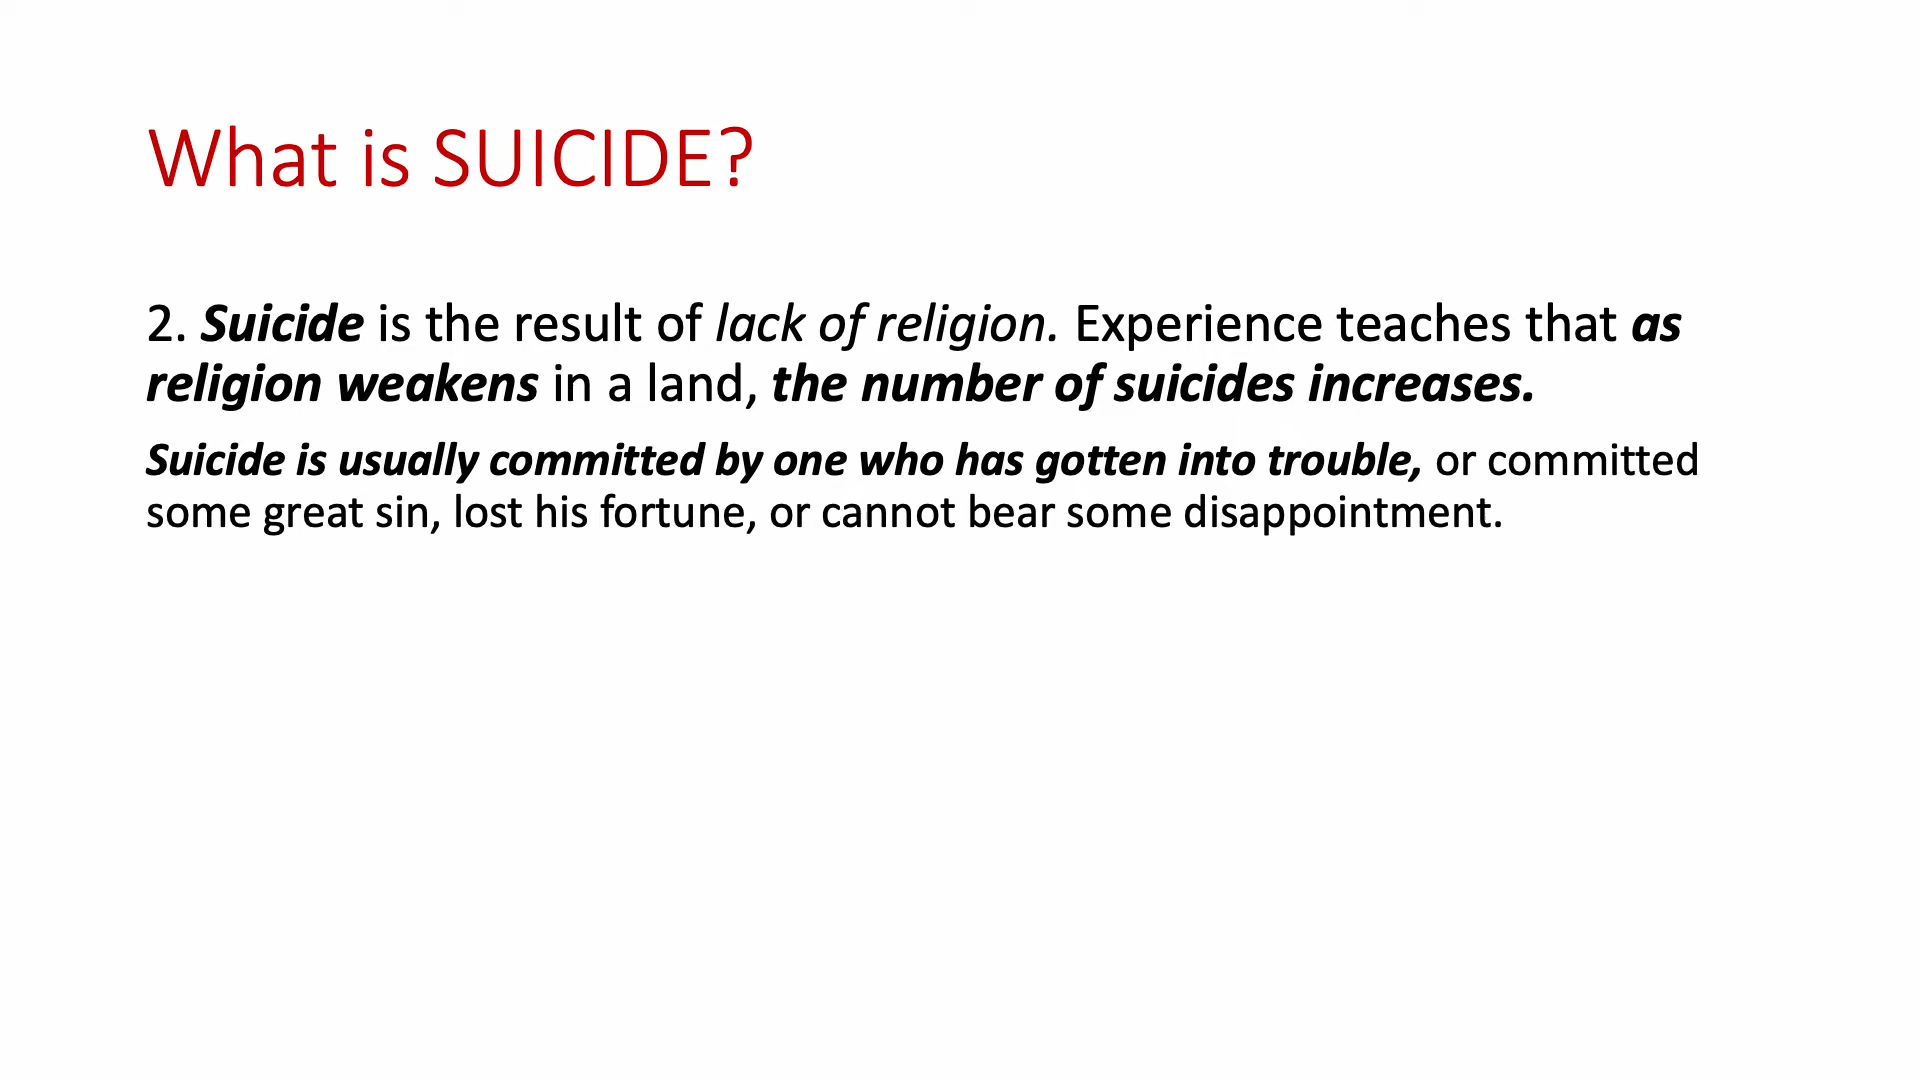 What is SUICIDE?
2. Suicide is the result of lack of religion. Experience teaches that as
religion weakens in a land, the number of suicides increases.
Suicide is usually committed by one who has gotten into trouble, or committed
some great sin, lost his fortune, or cannot bear some disappointment.